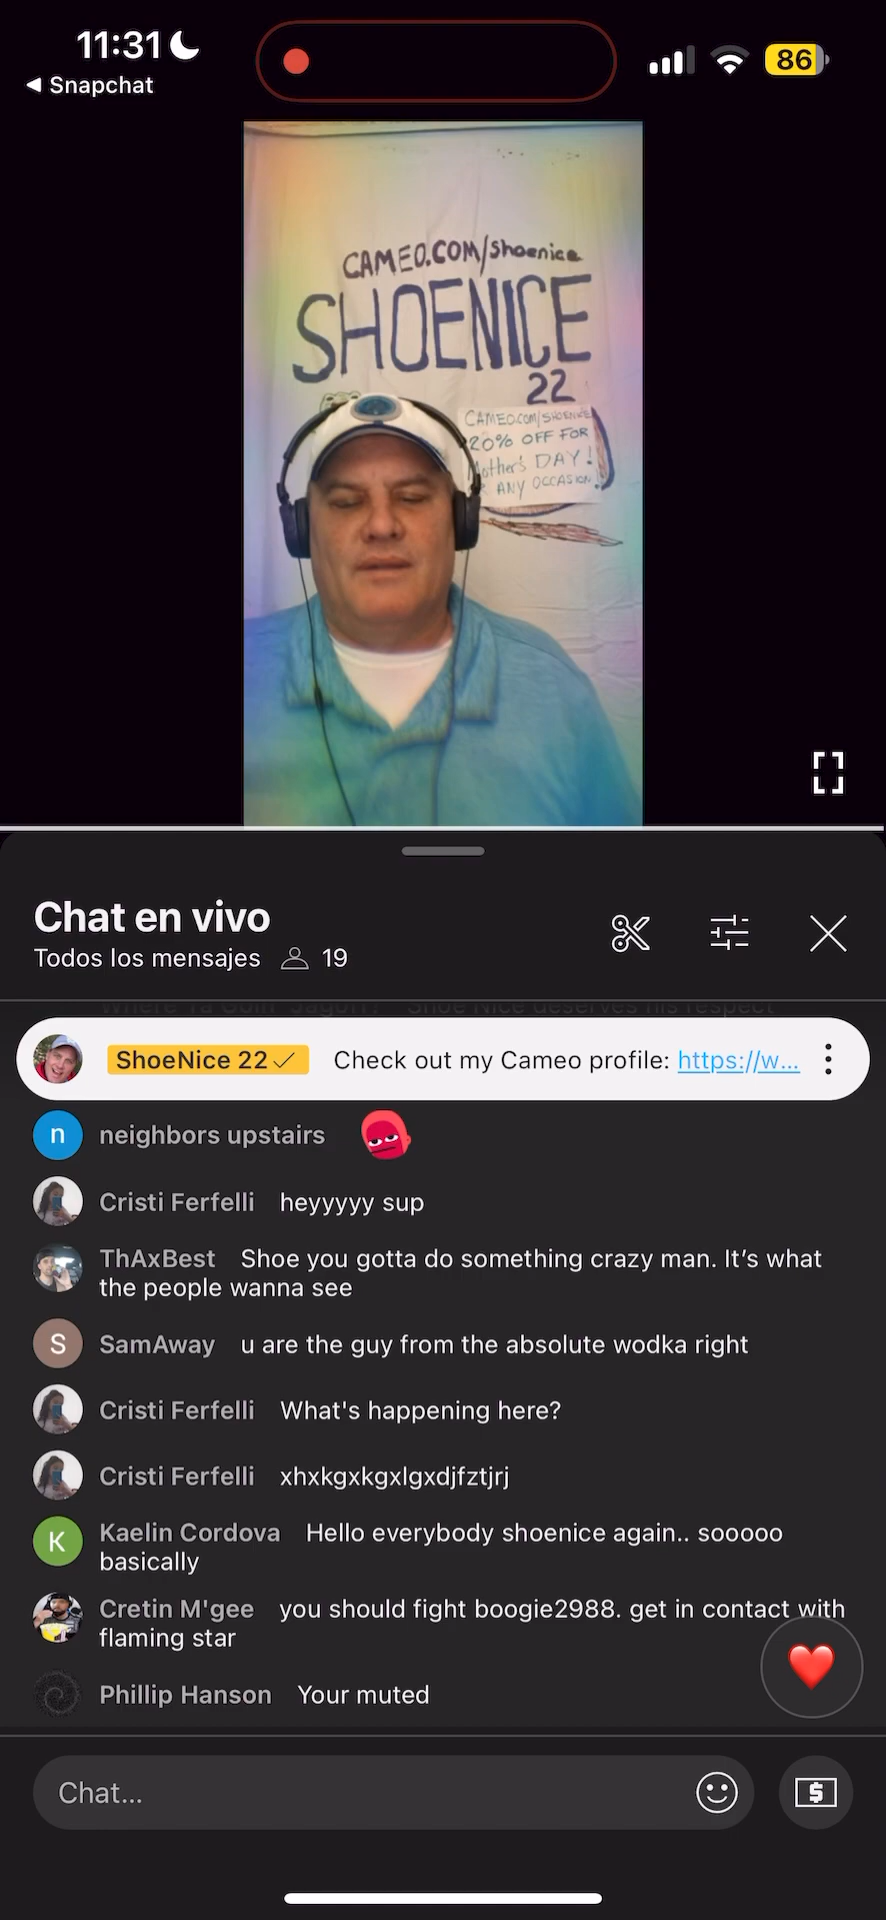 11:31
86
◀ Snapchat
CAMEO.COM/shoenice
SHOENICE
22
CAMEO.COM/SHOENICE
20% OFF FOR
Mother's DAY!
ANY OCCASION!
Chat en vivo
Todos los mensajes 19
ShoeNice 22✓ Check out my Cameo profile: https://w...
neighbors upstairs
Cristi Ferfelli heyyyyy sup
ThAxBest Shoe you gotta do something crazy man. It’s what
the people wanna see
SamAway u are the guy from the absolute wodka right
Cristi Ferfelli What's happening here?
Cristi Ferfelli xhxkgxkgxlgxdjfztjrj
Kaelin Cordova Hello everybody shoenice again.. sooooo
basically
Cretin M'gee you should fight boogie2988. get in contact with
flaming star
Phillip Hanson Your muted
Chat...